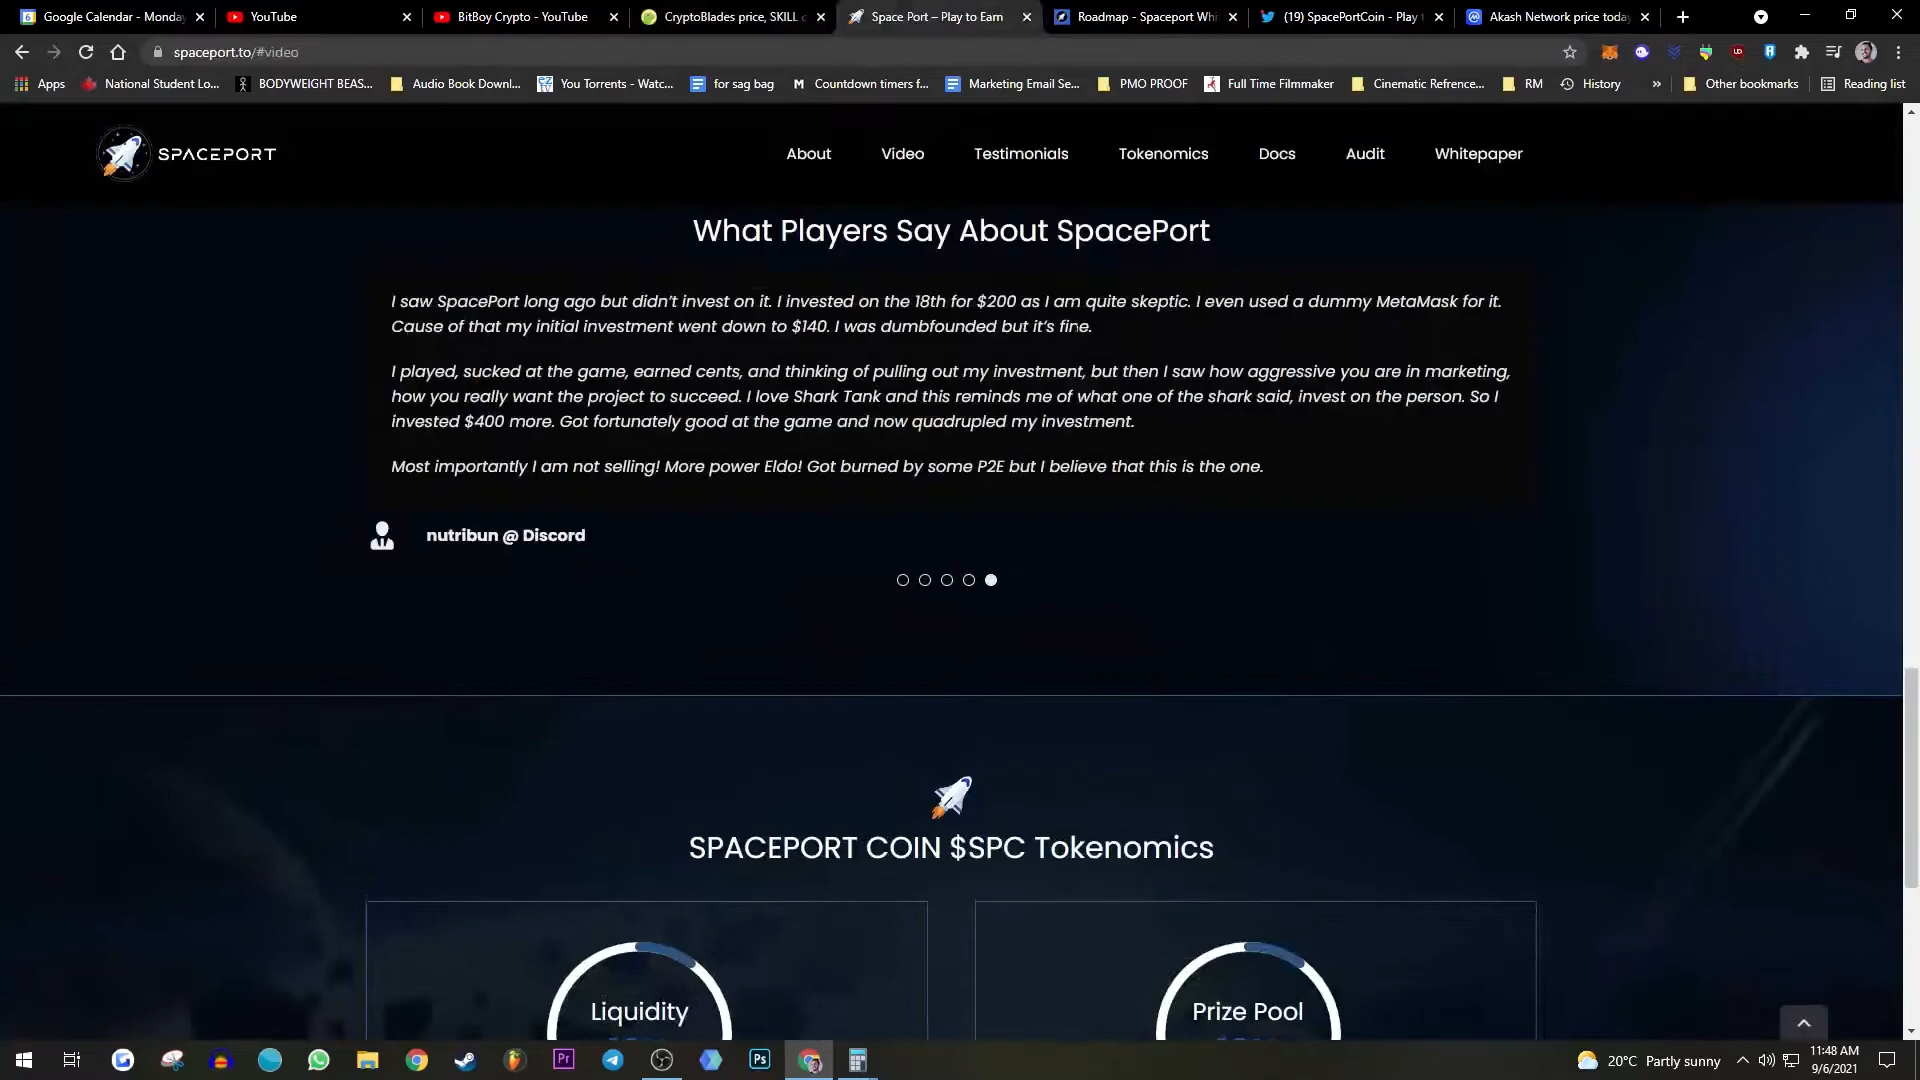 Google Calendar - Monday
YouTube
BitBoy Crypto - YouTube
CryptoBlades price, SKILL c
Space Port – Play to Earn
Roadmap - Spaceport Whi
(19) SpacePortCoin - Play t
Akash Network price today
spaceport.to/#video
Apps
National Student Lo...
BODYWEIGHT BEAS...
Audio Book Downl...
You Torrents - Watc...
for sag bag
Countdown timers f...
Marketing Email Se...
PMO PROOF
Full Time Filmmaker
Cinematic Refrence...
RM
History
»
Other bookmarks
Reading list
SPACEPORT
About
Video
Testimonials
Tokenomics
Docs
Audit
Whitepaper
What Players Say About SpacePort
I saw SpacePort long ago but didn’t invest on it. I invested on the 18th for $200 as I am quite skeptic. I even used a dummy MetaMask for it.
Cause of that my initial investment went down to $140. I was dumbfounded but it’s fine.
I played, sucked at the game, earned cents, and thinking of pulling out my investment, but then I saw how aggressive you are in marketing,
how you really want the project to succeed. I love Shark Tank and this reminds me of what one of the shark said, invest on the person. So I
invested $400 more. Got fortunately good at the game and now quadrupled my investment.
Most importantly I am not selling! More power Eldo! Got burned by some P2E but I believe that this is the one.
nutribun @ Discord
SPACEPORT COIN $SPC Tokenomics
Liquidity
Prize Pool
Pr
Ps
20°C Partly sunny
11:48 AM
9/6/2021